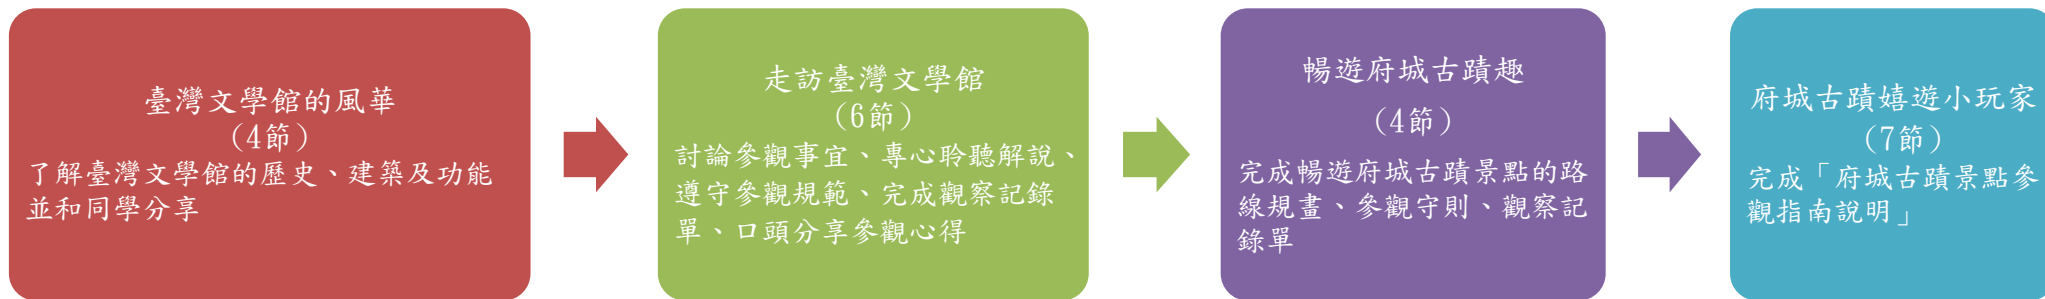 臺灣文學館的風華
(4節)
了解臺灣文學館的歷史、建築及功能
並和同學分享
走訪臺灣文學館
(6節)
討論參觀事宜、專心聆聽解說、
遵守參觀規範、完成觀察記錄
單、口頭分享參觀心得
暢遊府城古蹟趣
(4節)
完成暢遊府城古蹟景點的路
線規畫、參觀守則、觀察記
錄單
府城古蹟嬉遊小玩家
(7節)
完成「府城古蹟景點參
觀指南說明」